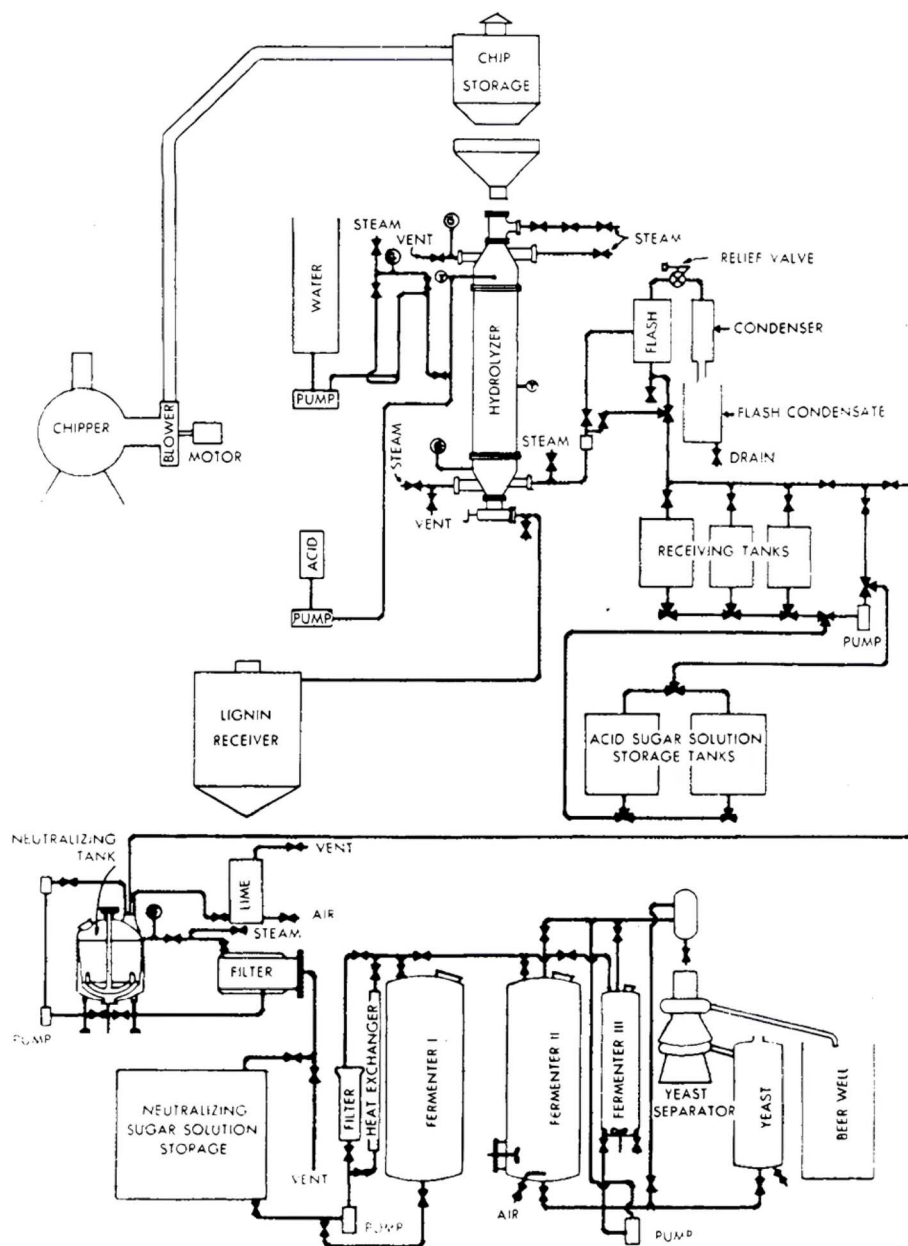 CHIP
STORAGE
STEAM
VENT
STEAM
RELIEF VALVE
WATER
FLASH
CONDENSER
HYDROLYZER
PUMP
CHIPPER
BLOWER
MOTOR
FLASH CONDENSATE
STEAM
STEAM
DRAIN
VENT
RECEIVING TANKS
ACID
PUMP
PUMP
LIGNIN
RECEIVER
ACID SUGAR SOLUTION
STORAGE TANKS
NEUTRALIZING
TANK
VENT
LIME
AIR
STEAM
FILTER
PUMP
HEAT EXCHANGER
FILTER
FERMENTER I
FERMENTER II
FERMENTER III
YEAST
SEPARATOR
YEAST
BEER WELL
NEUTRALIZING
SUGAR SOLUTION
STORAGE
VENT
PUMP
AIR
PUMP